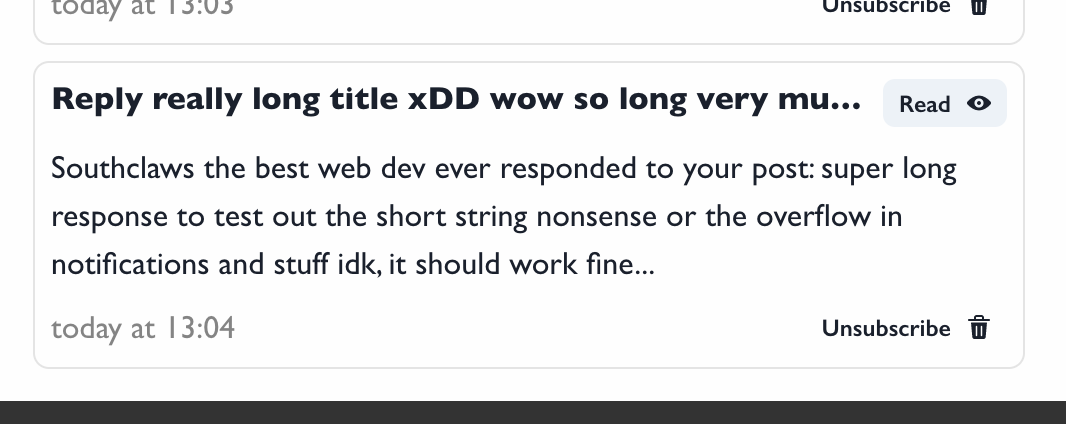 today at 13:03
Unsubscribe
Reply really long title xDD wow so long very mu...
Read
Southclaws the best web dev ever responded to your post: super long
response to test out the short string nonsense or the overflow in
notifications and stuff idk, it should work fine...
today at 13:04
Unsubscribe